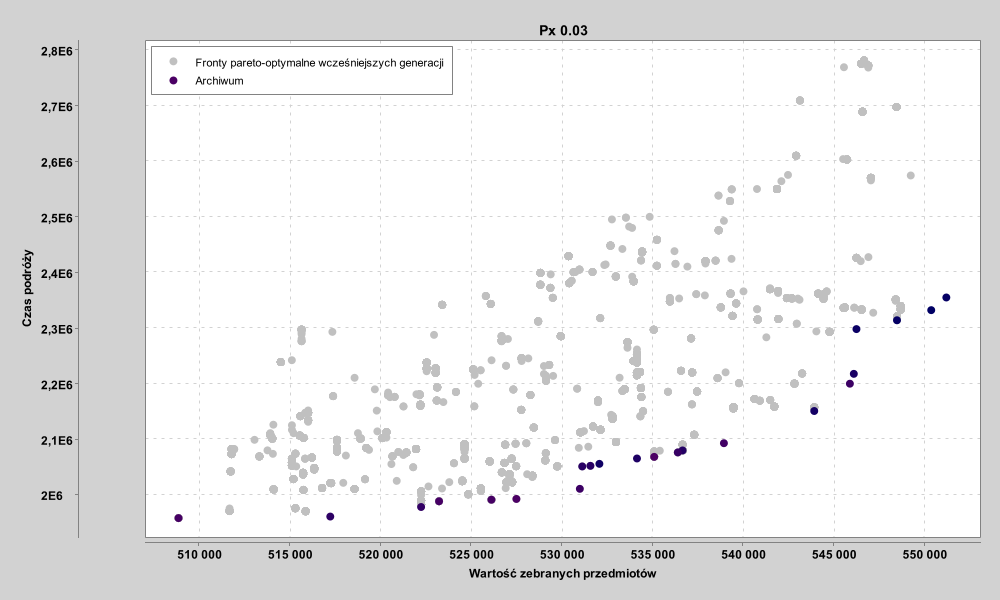 Px 0.03
Fronty pareto-optymalne wcześniejszych generacji
Archiwum
Czas podróży
2,8E6
2,7E6
2,6E6
2,5E6
2,4E6
2,3E6
2,2E6
2,1E6
2E6
510 000 515 000 520 000 525 000 530 000 535 000 540 000 545 000 550 000
Wartość zebranych przedmiotów